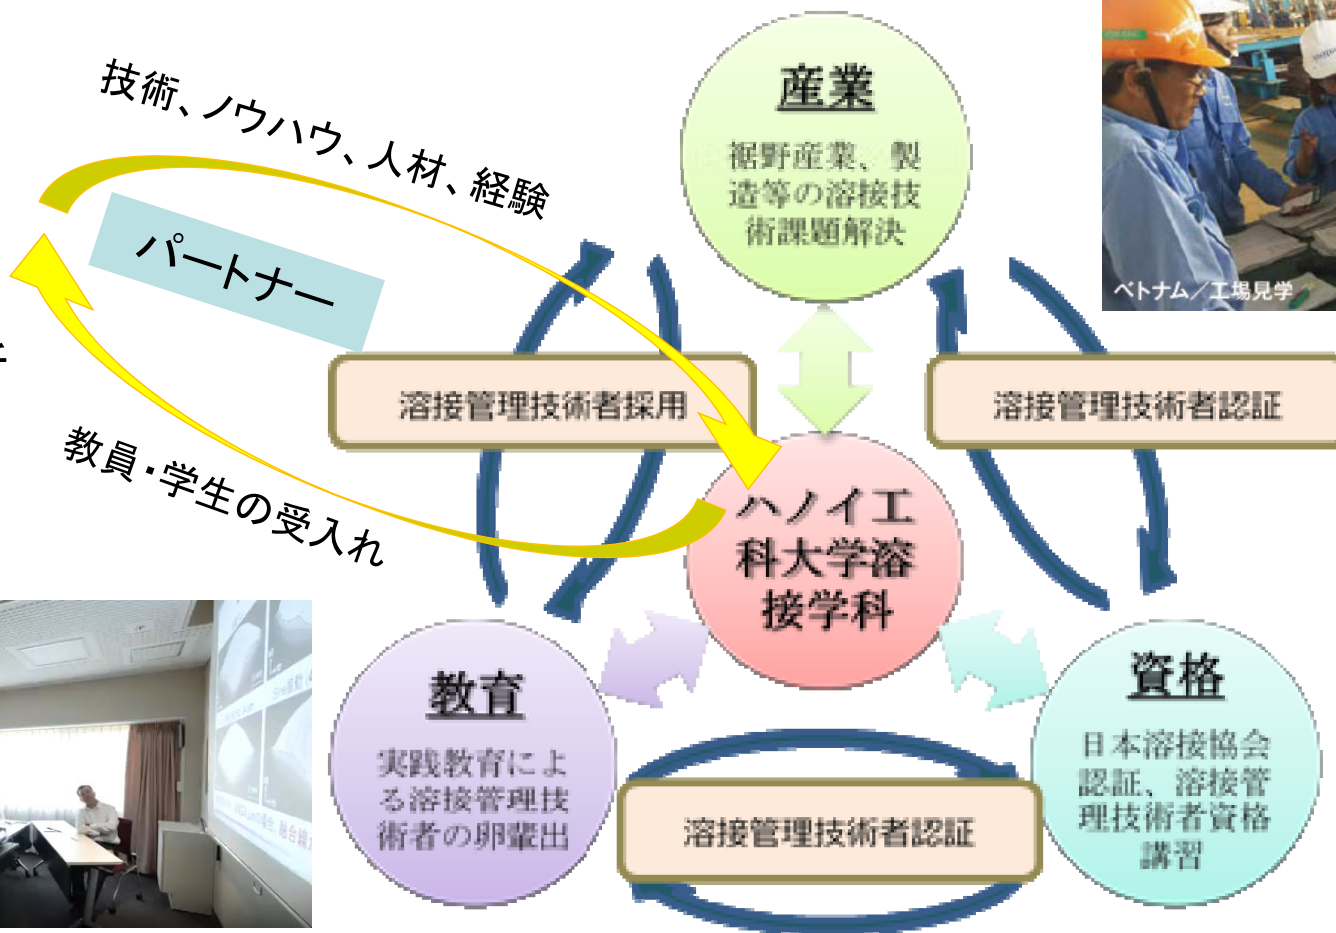 技術、ノウハウ、人材、経験
パートナー
教員・学生の受入れ
産業
裾野産業、製
造等の溶接技
術課題解決
ベトナム／工場見学
溶接管理技術者採用
溶接管理技術者認証
ハノイ工
科大学溶
接学科
教育
実践教育によ
る溶接管理技
術者の卵輩出
資格
日本溶接協会
認証、溶接管
理技術者資格
講習
溶接管理技術者認証